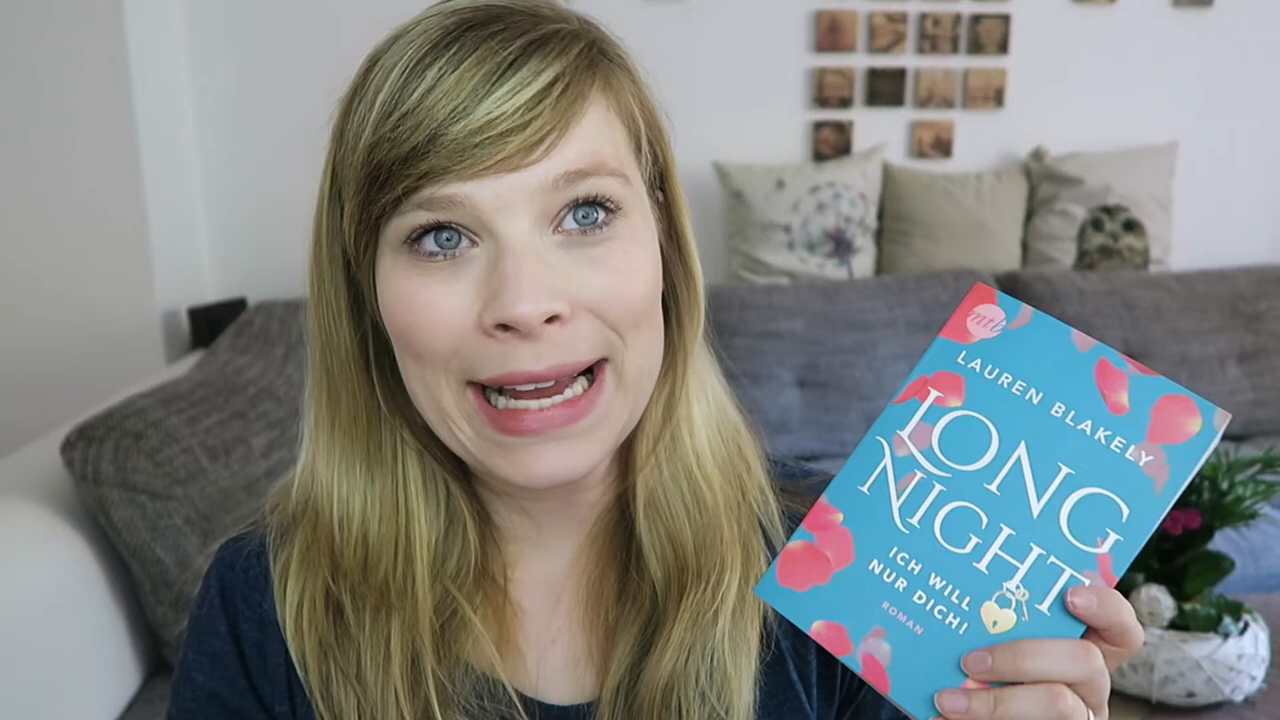 mtb
LAUREN BLAKELY
LONG
NIGHT
ICH WILL
NUR DICH!
ROMAN